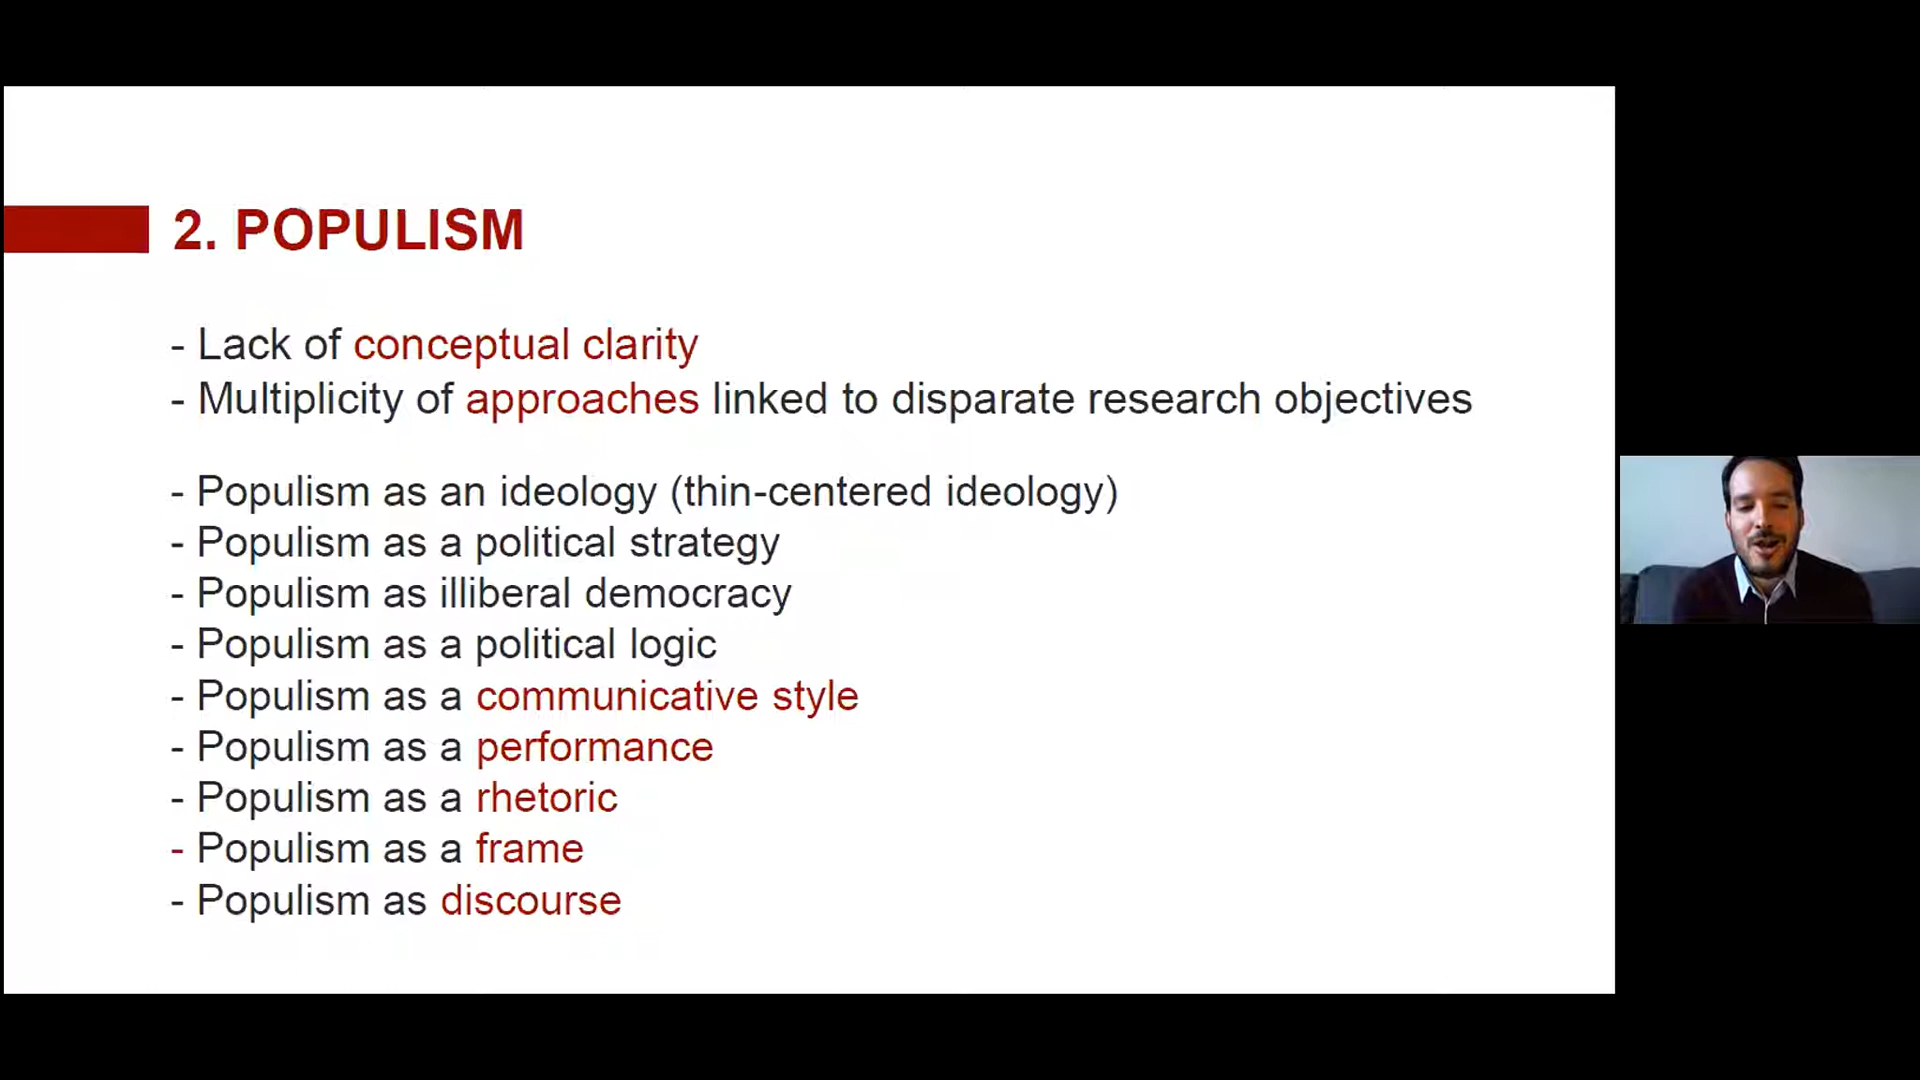 2. POPULISM
- Lack of conceptual clarity
- Multiplicity of approaches linked to disparate research objectives
- Populism as an ideology (thin-centered ideology)
- Populism as a political strategy
- Populism as illiberal democracy
- Populism as a political logic
- Populism as a communicative style
- Populism as a performance
- Populism as a rhetoric
- Populism as a frame
- Populism as discourse